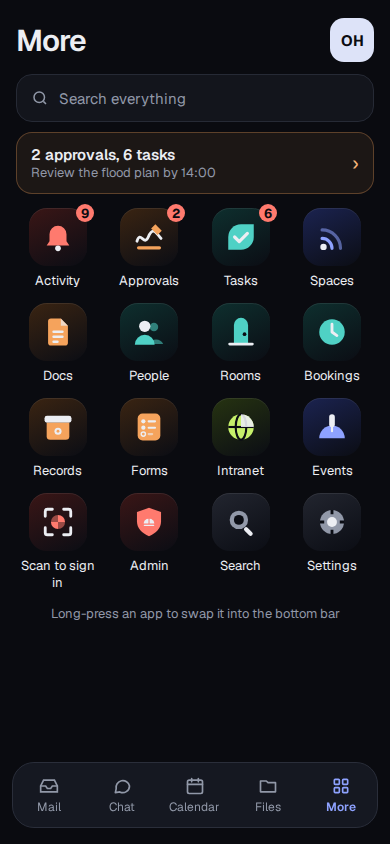 More
OH
Search everything
2 approvals, 6 tasks
Review the flood plan by 14:00
9
2
6
Activity
Approvals
Tasks
Spaces
Docs
People
Rooms
Bookings
Records
Forms
Intranet
Events
Scan to sign
in
Admin
Search
Settings
Long-press an app to swap it into the bottom bar
Mail
Chat
Calendar
Files
More